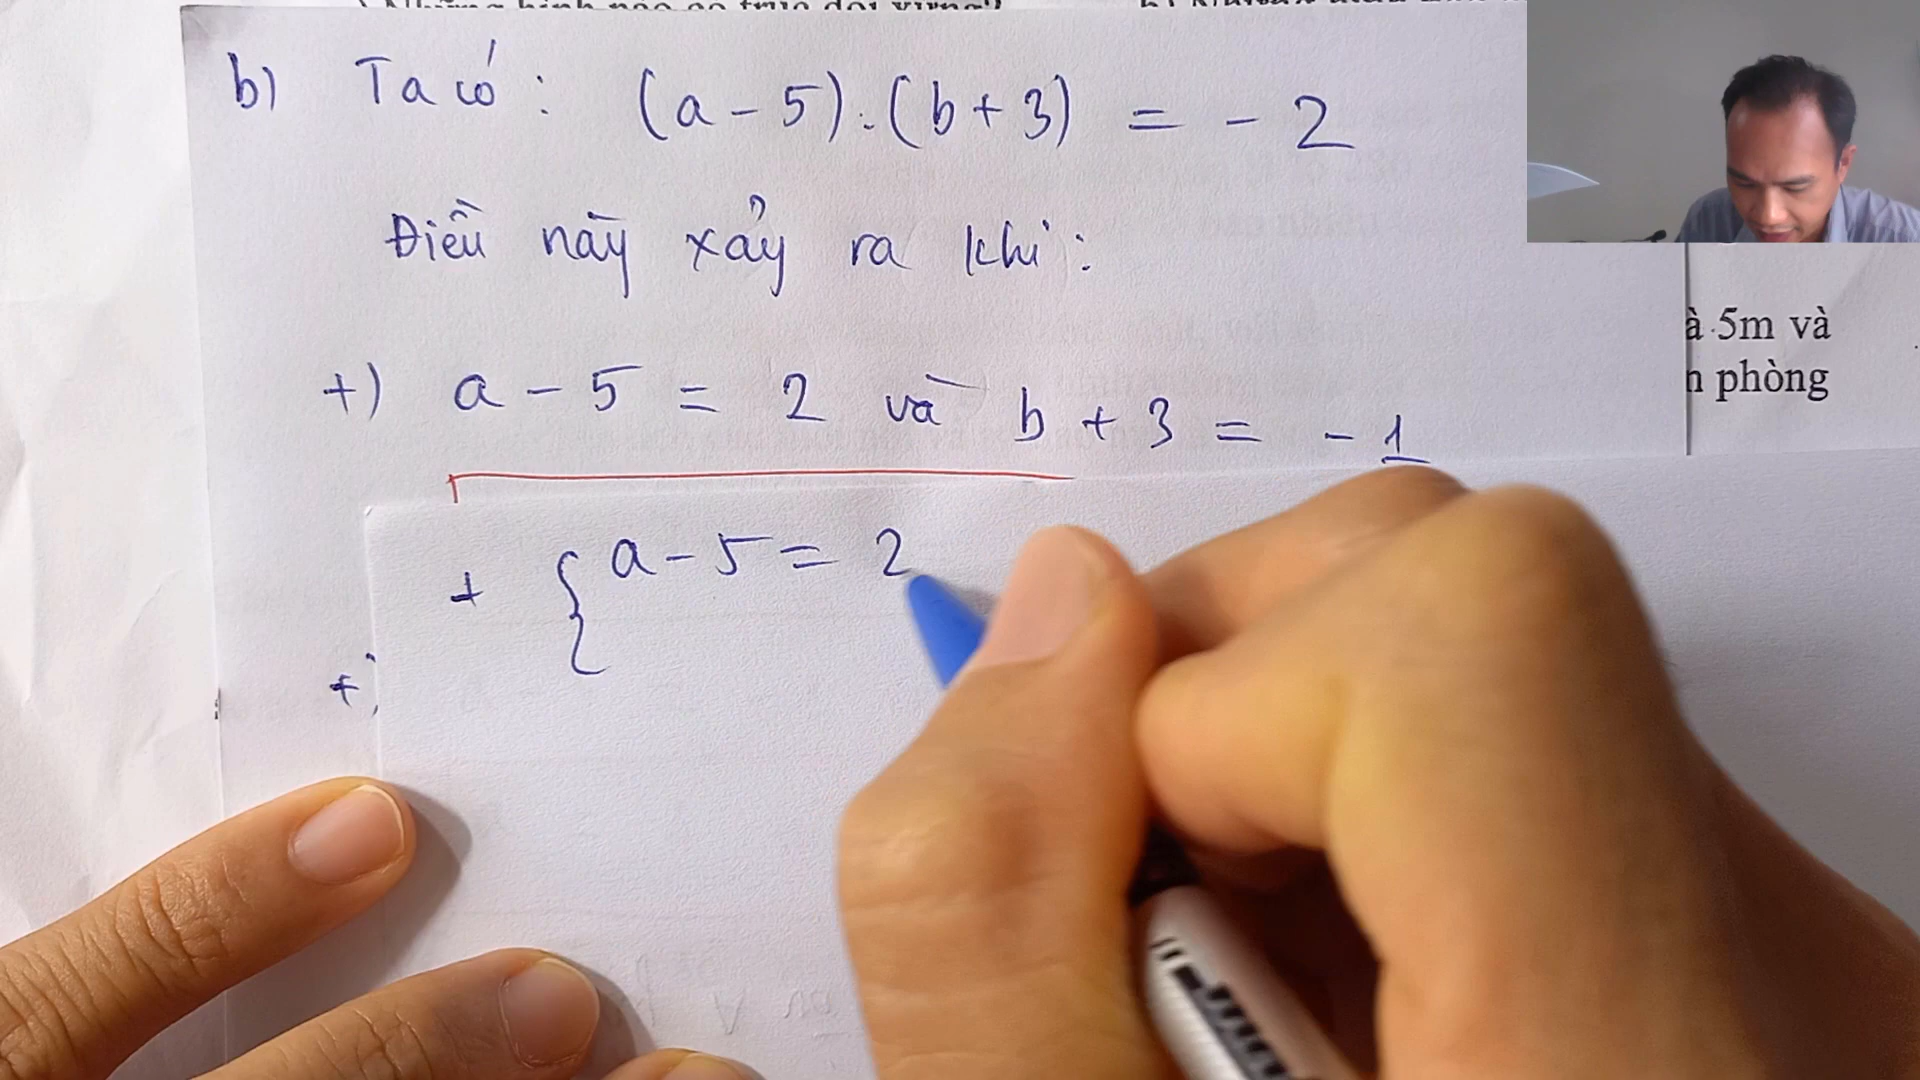 b) Ta có : (a - 5).(b + 3) = - 2
Điều này xảy ra khi :
à 5m và
n phòng
+) a - 5 = 2 và b + 3 = - 1
+ { a - 5 = 2
+)